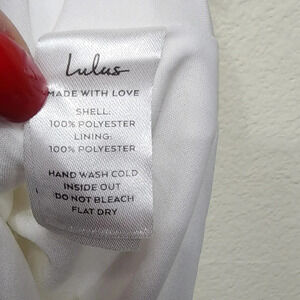 Lulus
MADE WITH LOVE
SHELL:
100% POLYESTER
LINING:
100% POLYESTER
HAND WASH COLD
INSIDE OUT
DO NOT BLEACH
FLAT DRY